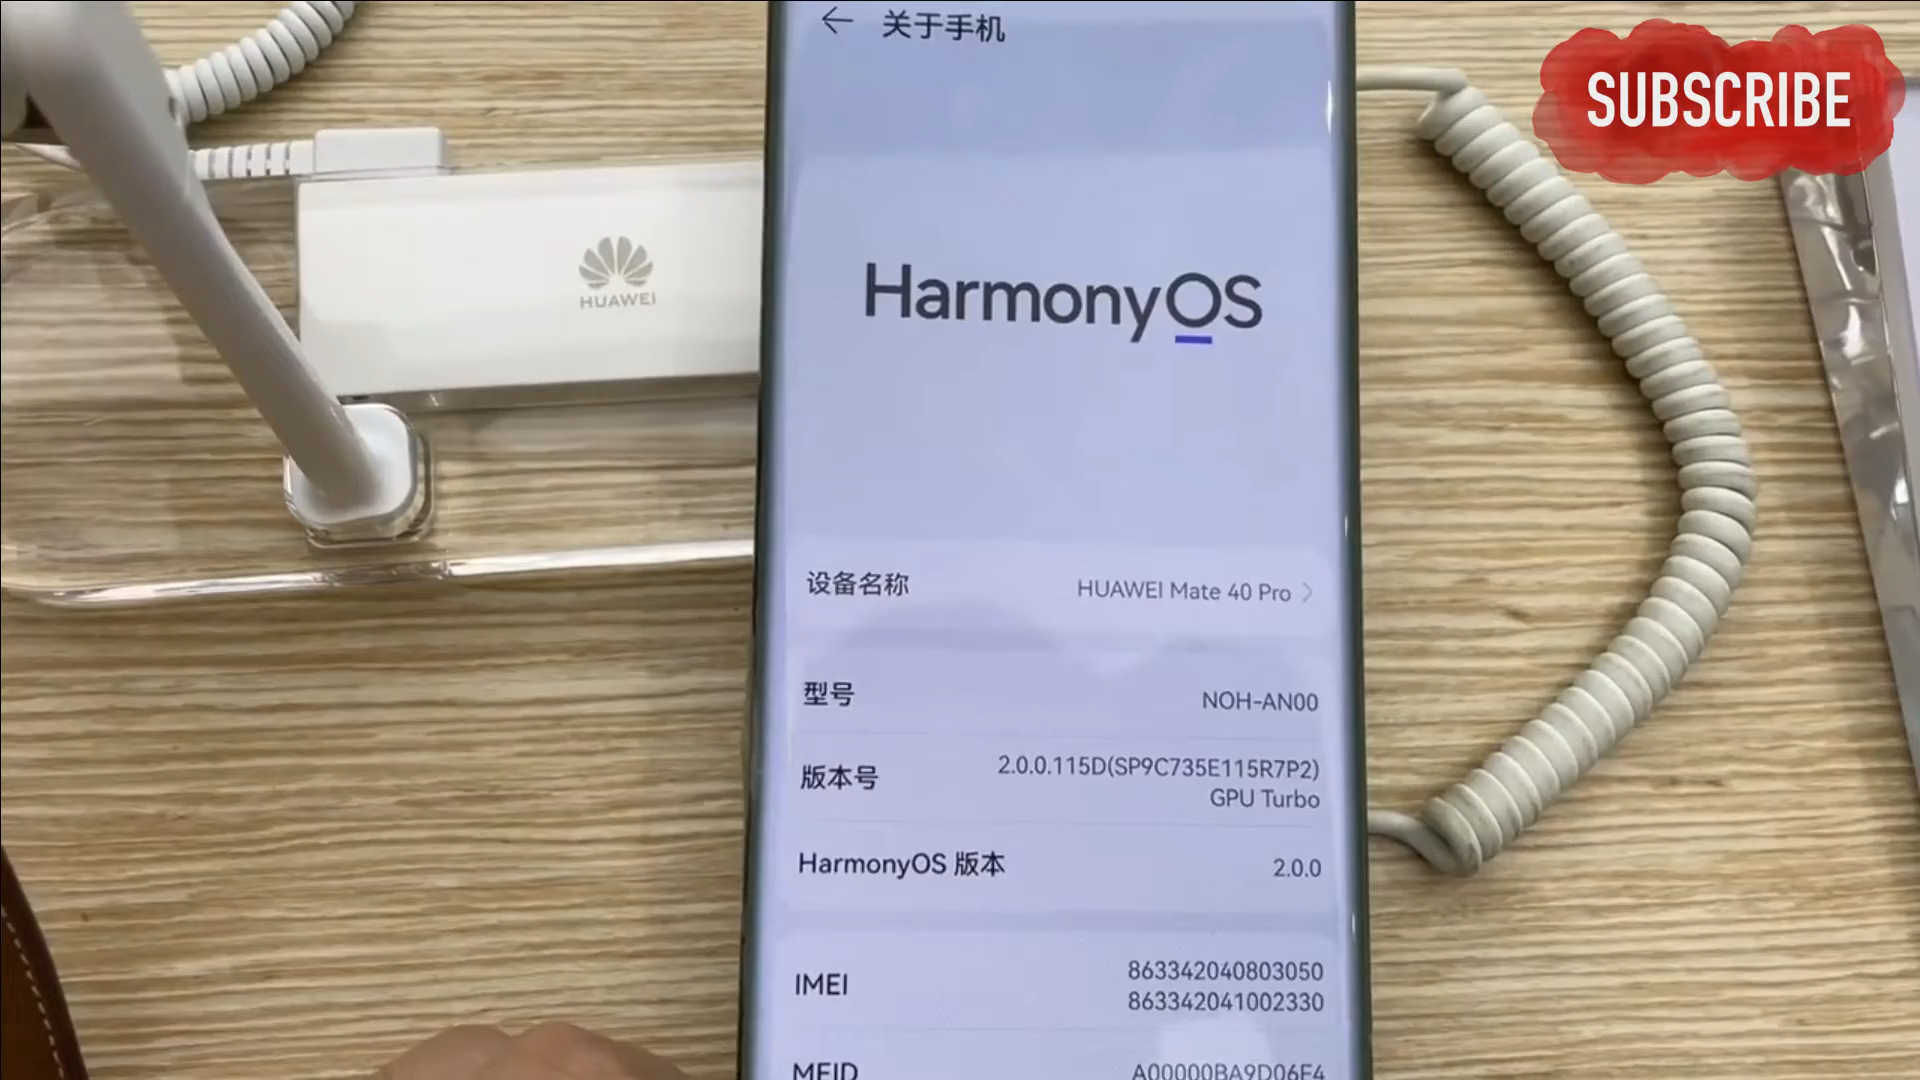 关于手机
SUBSCRIBE
HUAWEI
HarmonyOS
设备名称 HUAWEI Mate 40 Pro
型号 NOH-AN00
版本号 2.0.0.115D(SP9C735E115R7P2)
GPU Turbo
HarmonyOS 版本 2.0.0
IMEI 863342040803050
863342041002330
MEID A00000BA9D06E4